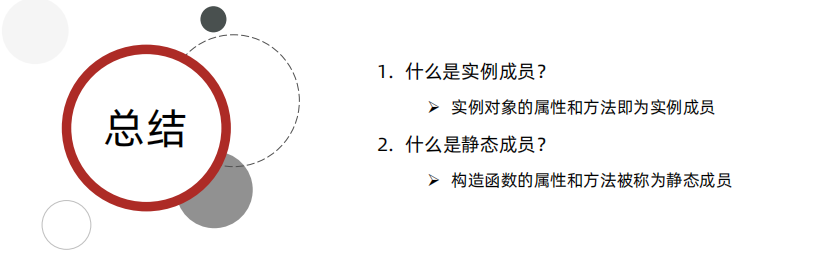 总结
1. 什么是实例成员？
➢ 实例对象的属性和方法即为实例成员
2. 什么是静态成员？
➢ 构造函数的属性和方法被称为静态成员